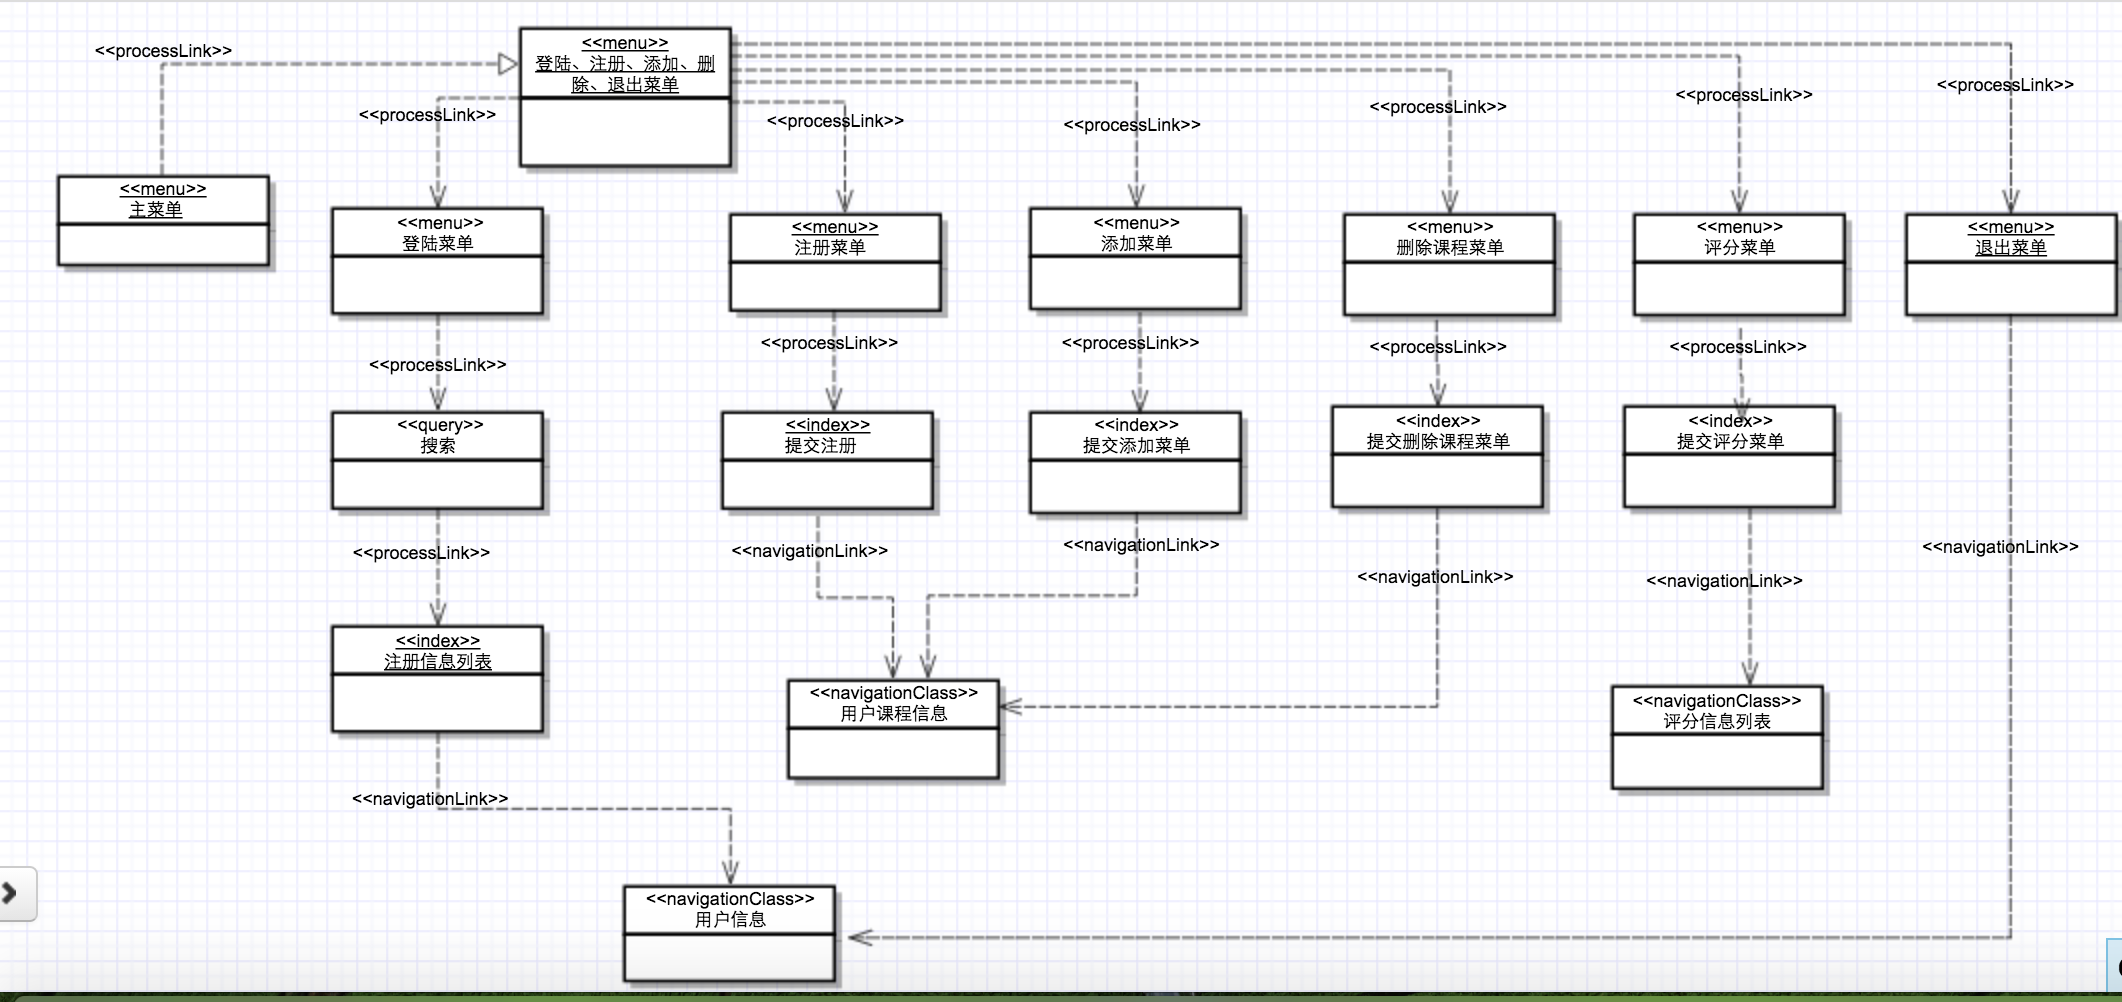 <<processLink>>
<<menu>>
登陆、注册、添加、删
除、退出菜单
<<processLink>>
<<processLink>>
<<processLink>>
<<processLink>>
<<processLink>>
<<processLink>>
<<menu>>
主菜单
<<menu>>
登陆菜单
<<menu>>
注册菜单
<<menu>>
添加菜单
<<menu>>
删除课程菜单
<<menu>>
评分菜单
<<menu>>
退出菜单
<<processLink>>
<<processLink>>
<<processLink>>
<<processLink>>
<<processLink>>
<<query>>
搜索
<<index>>
提交注册
<<index>>
提交添加菜单
<<index>>
提交删除课程菜单
<<index>>
提交评分菜单
<<processLink>>
<<navigationLink>>
<<navigationLink>>
<<navigationLink>>
<<navigationLink>>
<<navigationLink>>
<<index>>
注册信息列表
<<navigationClass>>
用户课程信息
<<navigationClass>>
评分信息列表
<<navigationLink>>
<<navigationClass>>
用户信息